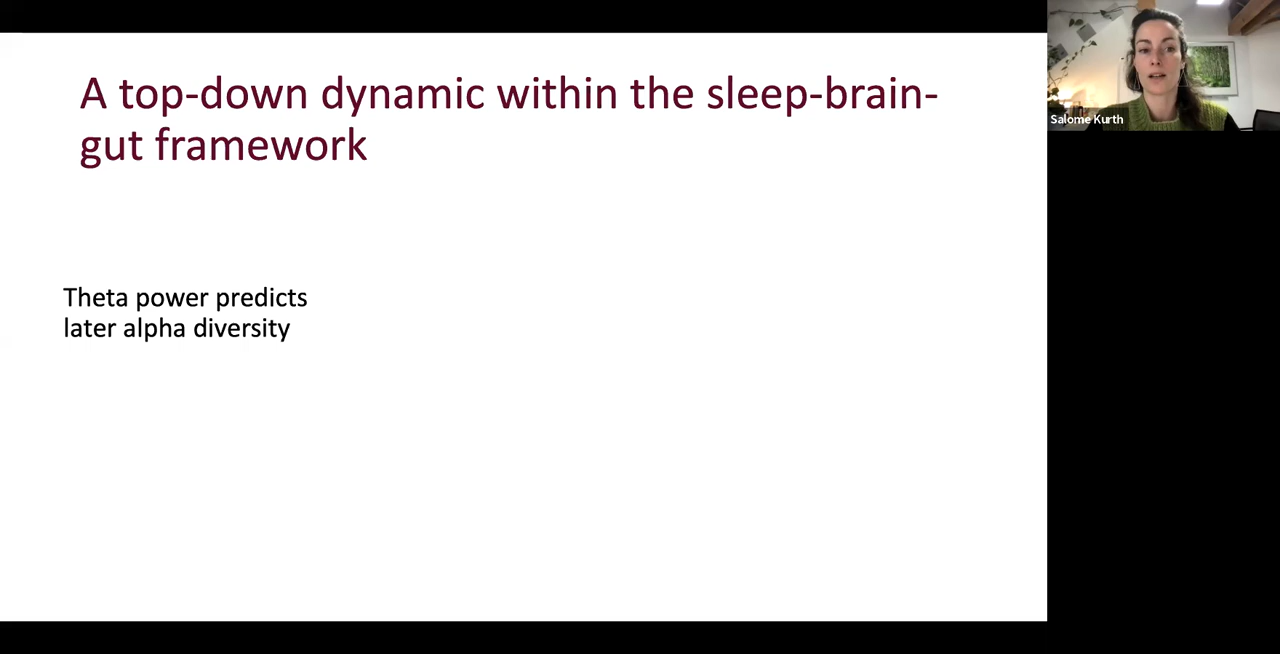 A top-down dynamic within the sleep-brain-
gut framework
Salome Kurth
Theta power predicts
later alpha diversity